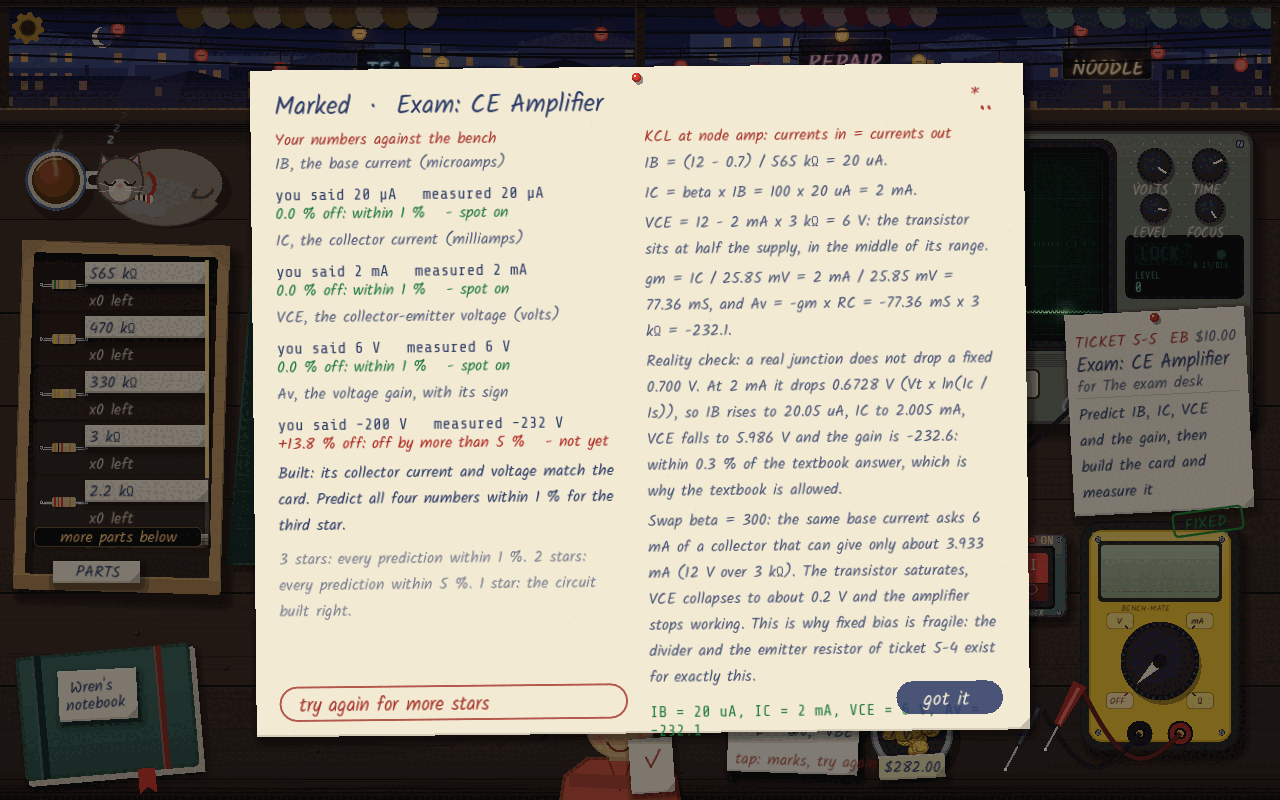 TEA
REPAIR
NOODLE
Marked · Exam: CE Amplifier
Your numbers against the bench
IB, the base current (microamps)
you said 20 µA measured 20 µA
0.0 % off: within 1 % - spot on
IC, the collector current (milliamps)
you said 2 mA measured 2 mA
0.0 % off: within 1 % - spot on
VCE, the collector-emitter voltage (volts)
you said 6 V measured 6 V
0.0 % off: within 1 % - spot on
Av, the voltage gain, with its sign
you said -200 V measured -232 V
+13.8 % off: off by more than 5 % - not yet
Built: its collector current and voltage match the
card. Predict all four numbers within 1 % for the
third star.
3 stars: every prediction within 1 %. 2 stars:
every prediction within 5 %. 1 star: the circuit
built right.
try again for more stars
KCL at node amp: currents in = currents out
IB = (12 - 0.7) / 565 kΩ = 20 uA.
IC = beta x IB = 100 x 20 uA = 2 mA.
VCE = 12 - 2 mA x 3 kΩ = 6 V: the transistor
sits at half the supply, in the middle of its range.
gm = IC / 25.85 mV = 2 mA / 25.85 mV =
77.36 mS, and Av = -gm x RC = -77.36 mS x 3
kΩ = -232.1.
Reality check: a real junction does not drop a fixed
0.700 V. At 2 mA it drops 0.6728 V (Vt x ln(Ic /
Is)), so IB rises to 20.05 uA, IC to 2.005 mA,
VCE falls to 5.986 V and the gain is -232.6:
within 0.3 % of the textbook answer, which is
why the textbook is allowed.
Swap beta = 300: the same base current asks 6
mA of a collector that can give only about 3.933
mA (12 V over 3 kΩ). The transistor saturates,
VCE collapses to about 0.2 V and the amplifier
stops working. This is why fixed bias is fragile: the
divider and the emitter resistor of ticket 5-4 exist
for exactly this.
IB = 20 uA, IC = 2 mA, VCE = 6 V, Av =
-232.1
got it
z
z
z
565 kΩ
x0 left
470 kΩ
x0 left
330 kΩ
x0 left
3 kΩ
x0 left
2.2 kΩ
x0 left
more parts below
PARTS
Wren's
notebook
VOLTS
TIME
LEVEL
FOCUS
LOCK
0.15/DIV
LEVEL
0
TICKET 5-5 EB $10.00
Exam: CE Amplifier
for The exam desk
Predict IB, IC, VCE
and the gain, then
build the card and
measure it
FIXED
ON
I
BENCH-MATE
V
mA
OFF
Ω
tap: marks, try again
$282.00